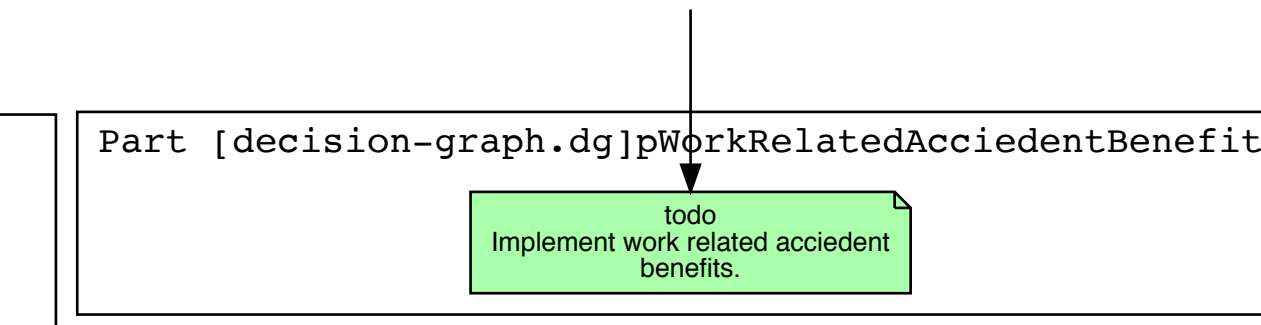 Part [decision-graph.dg]pWorkRelatedAcciedentBenefit
todo
Implement work related acciedent
benefits.